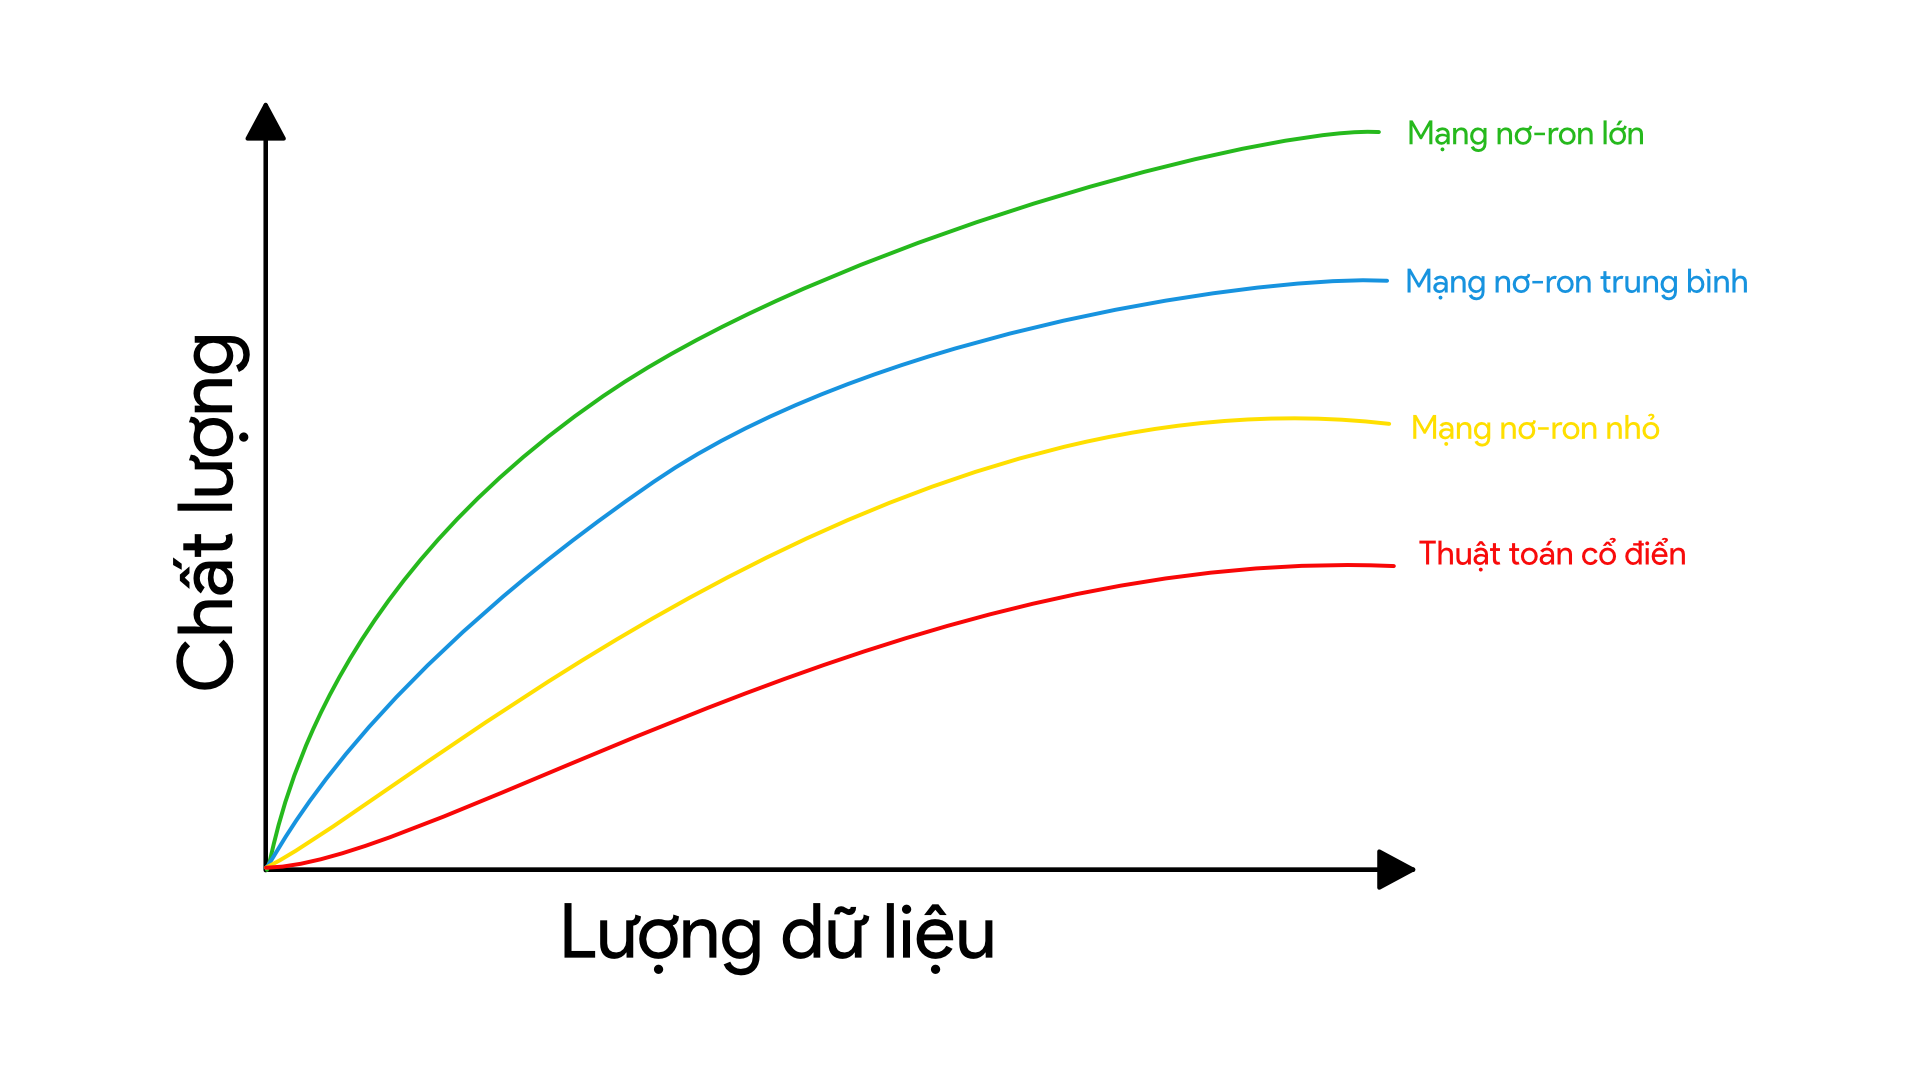 Mạng nơ-ron lớn
Mạng nơ-ron trung bình
Mạng nơ-ron nhỏ
Thuật toán cổ điển
Chất lượng
Lượng dữ liệu